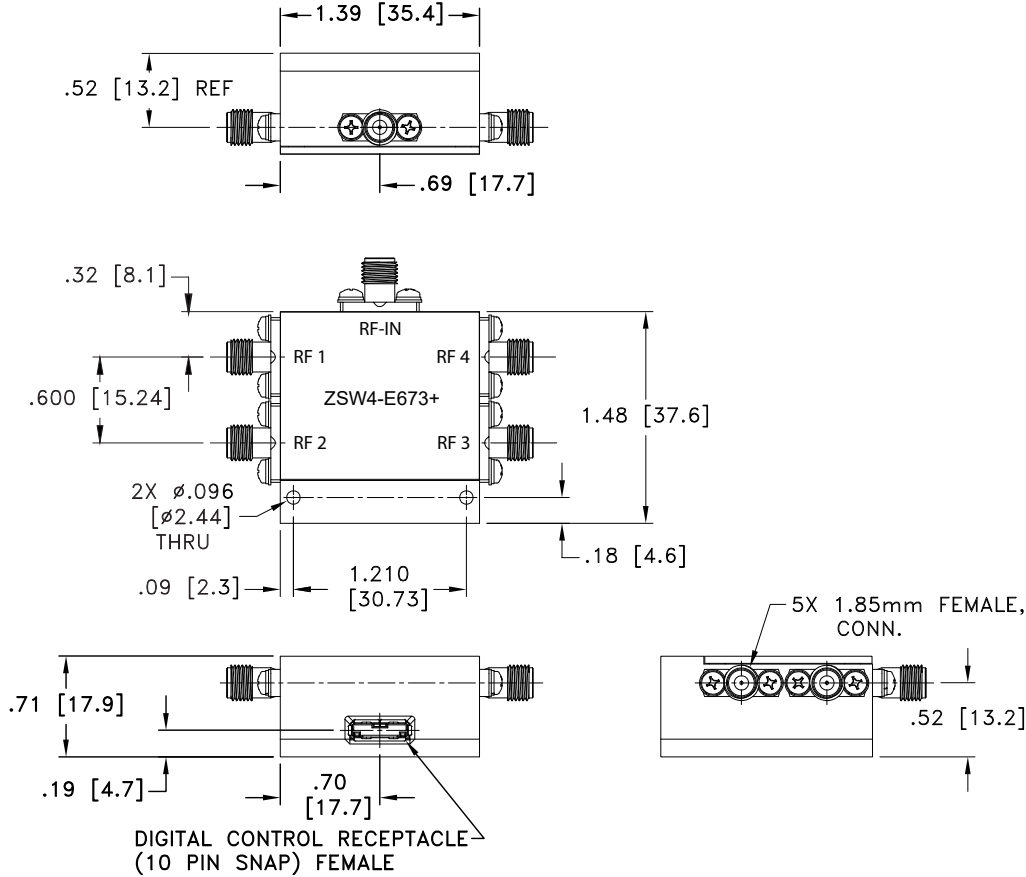 1.39 [35.4]
.52 [13.2] REF
.69 [17.7]
.32 [8.1]
RF-IN
RF 1
RF 4
.600 [15.24]
ZSW4-E673+
1.48 [37.6]
RF 2
RF 3
2X ø.096
[ø2.44]
THRU
.18 [4.6]
.09 [2.3]
1.210
[30.73]
5X 1.85mm FEMALE,
CONN.
.71 [17.9]
.52 [13.2]
.19 [4.7]
.70
[17.7]
DIGITAL CONTROL RECEPTACLE
(10 PIN SNAP) FEMALE